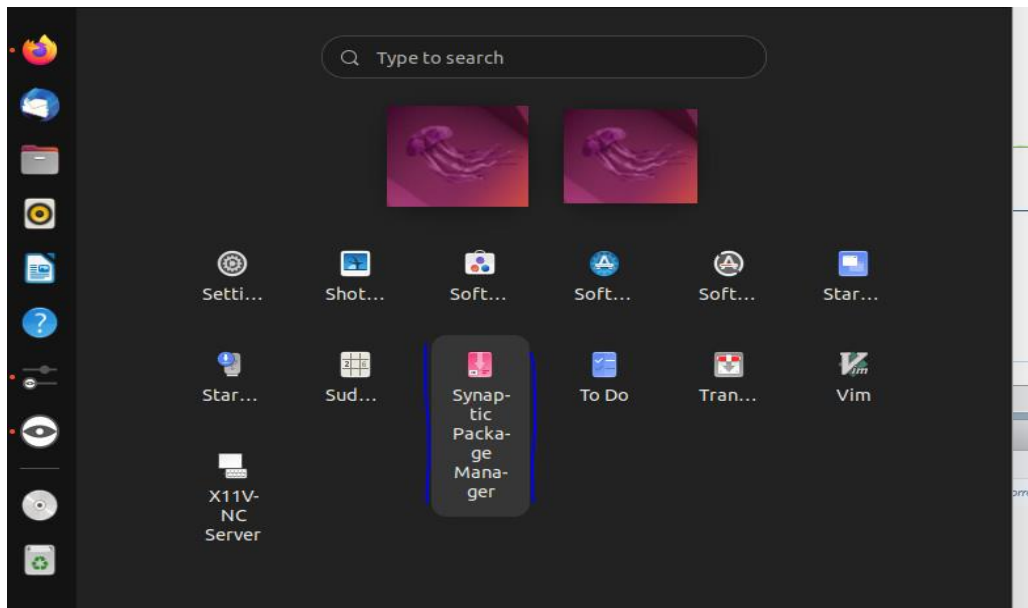 Type to search
Setti...
Shot...
Soft...
Soft...
Soft...
Star...
Star...
Sud...
Synap-
tic
Packa-
ge
Mana-
ger
To Do
Tran...
Vim
X11V-
NC
Server